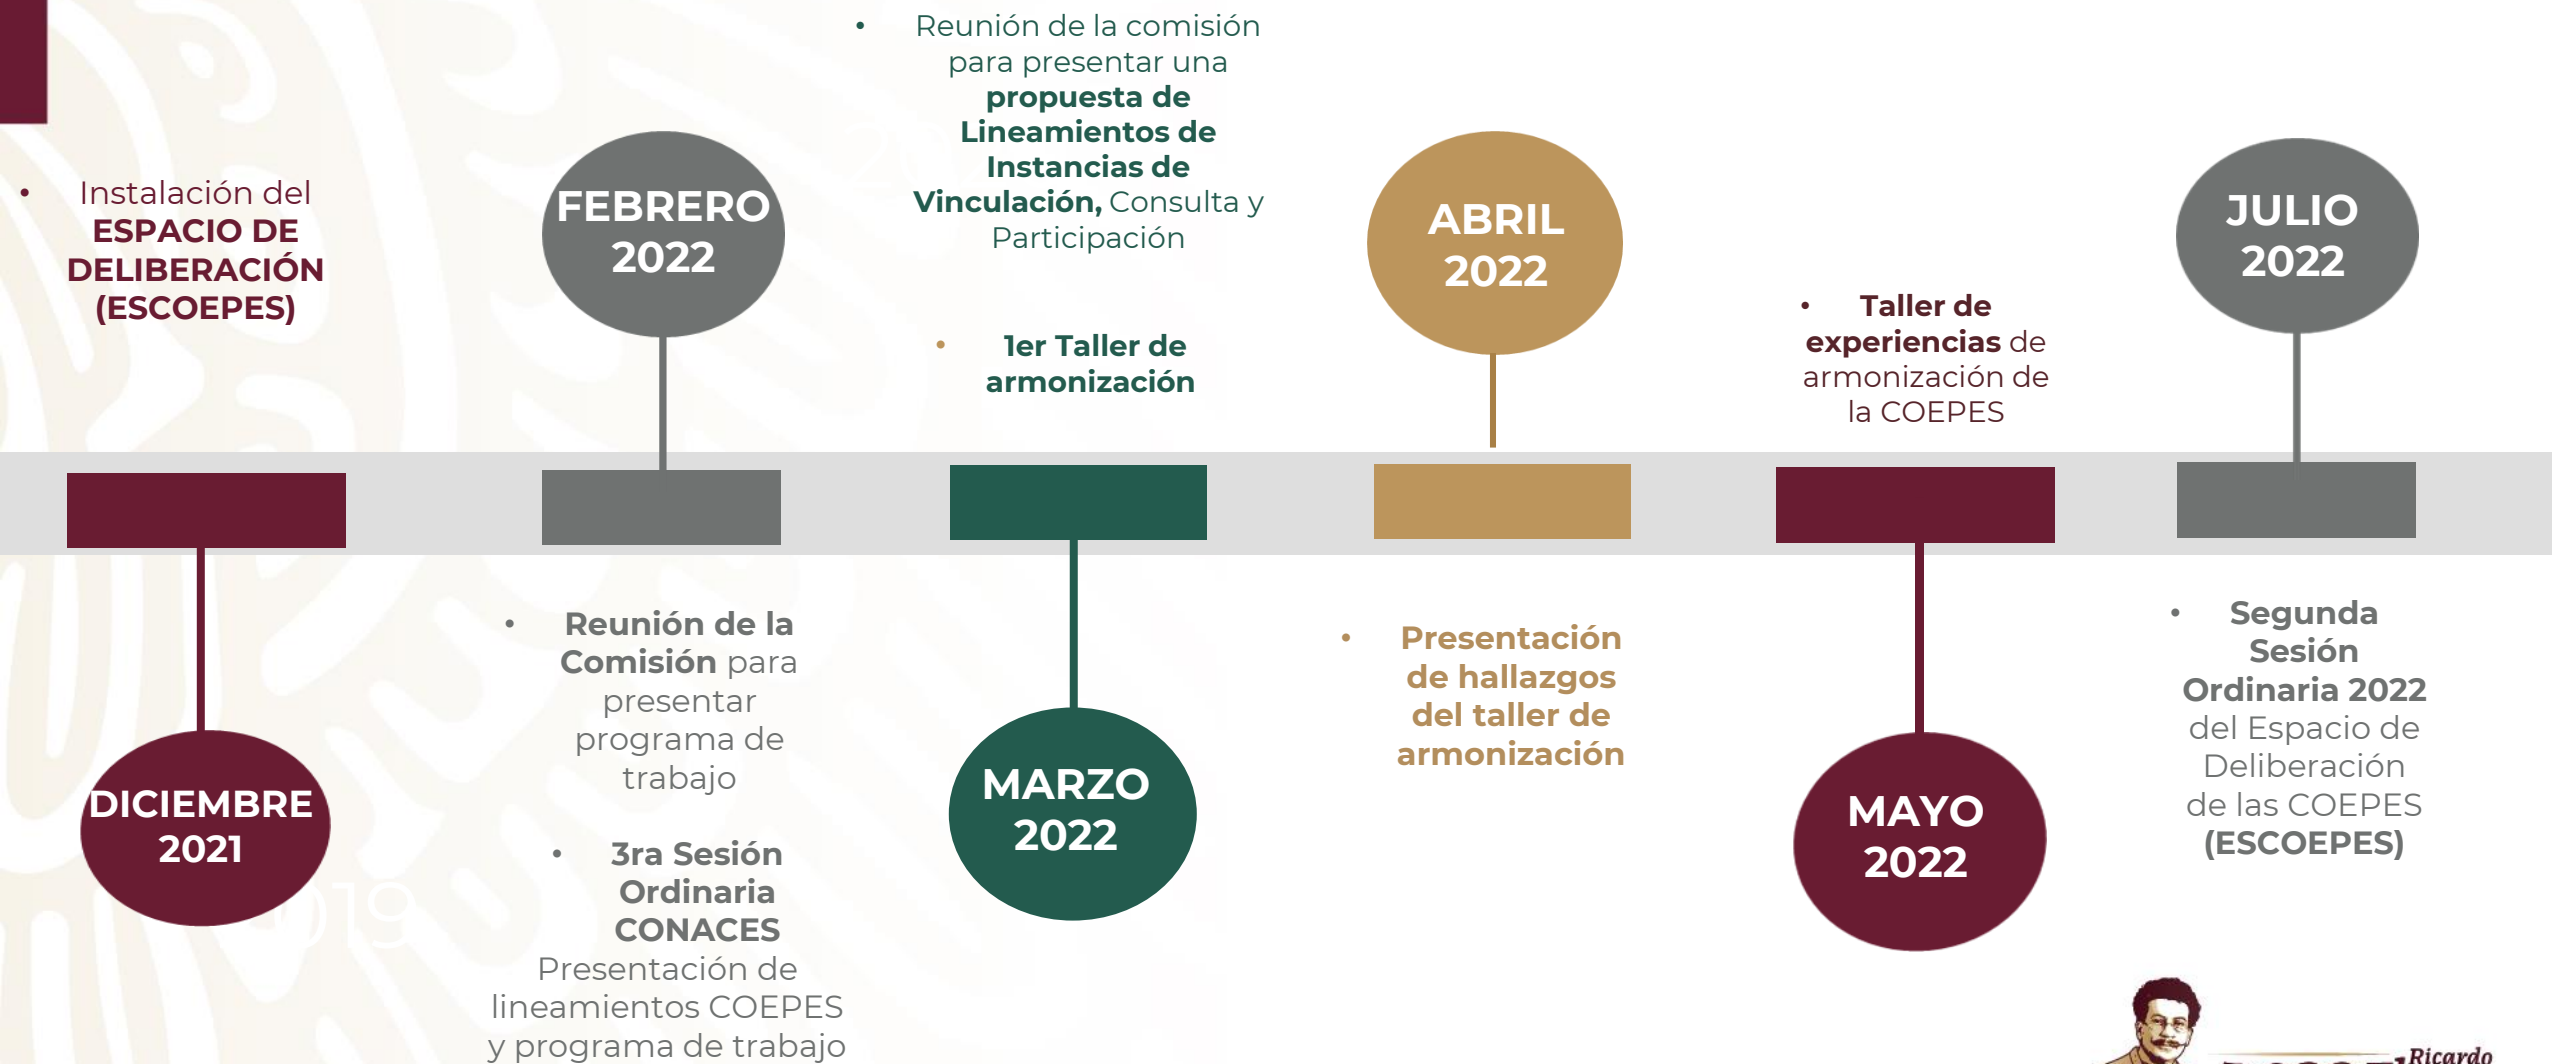 • Instalación del
ESPACIO DE
DELIBERACIÓN
(ESCOEPES)
DICIEMBRE
2021
019
FEBRERO
2022
• Reunión de la
Comisión para
presentar
programa de
trabajo
• 3ra Sesión
Ordinaria
CONACES
Presentación de
lineamientos COEPES
y programa de trabajo
• Reunión de la comisión
para presentar una
propuesta de
Lineamientos de
Instancias de
Vinculación, Consulta y
Participación
• 1er Taller de
armonización
MARZO
2022
ABRIL
2022
• Presentación
de hallazgos
del taller de
armonización
• Taller de
experiencias de
armonización de
la COEPES
MAYO
2022
JULIO
2022
• Segunda
Sesión
Ordinaria 2022
del Espacio de
Deliberación
de las COEPES
(ESCOEPES)
Ricardo